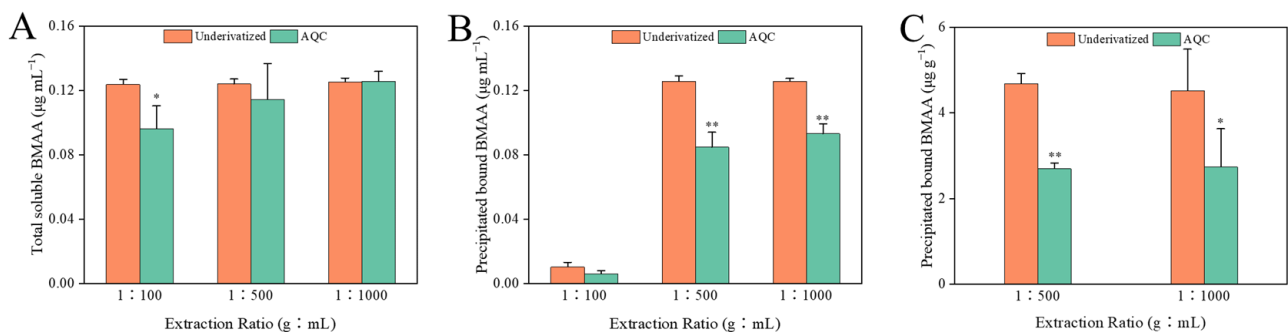 A
Total soluble BMAA (μg mL⁻¹)
0.16
0.12
0.08
0.04
0.00
Underivatized
AQC
*
1：100
1：500
1：1000
Extraction Ratio (g：mL)
B
Precipitated bound BMAA (μg mL⁻¹)
0.16
0.12
0.08
0.04
0.00
Underivatized
AQC
**
**
1：100
1：500
1：1000
Extraction Ratio (g：mL)
C
Precipitated bound BMAA (μg g⁻¹)
6
4
2
0
Underivatized
AQC
**
*
1：500
1：1000
Extraction Ratio (g：mL)